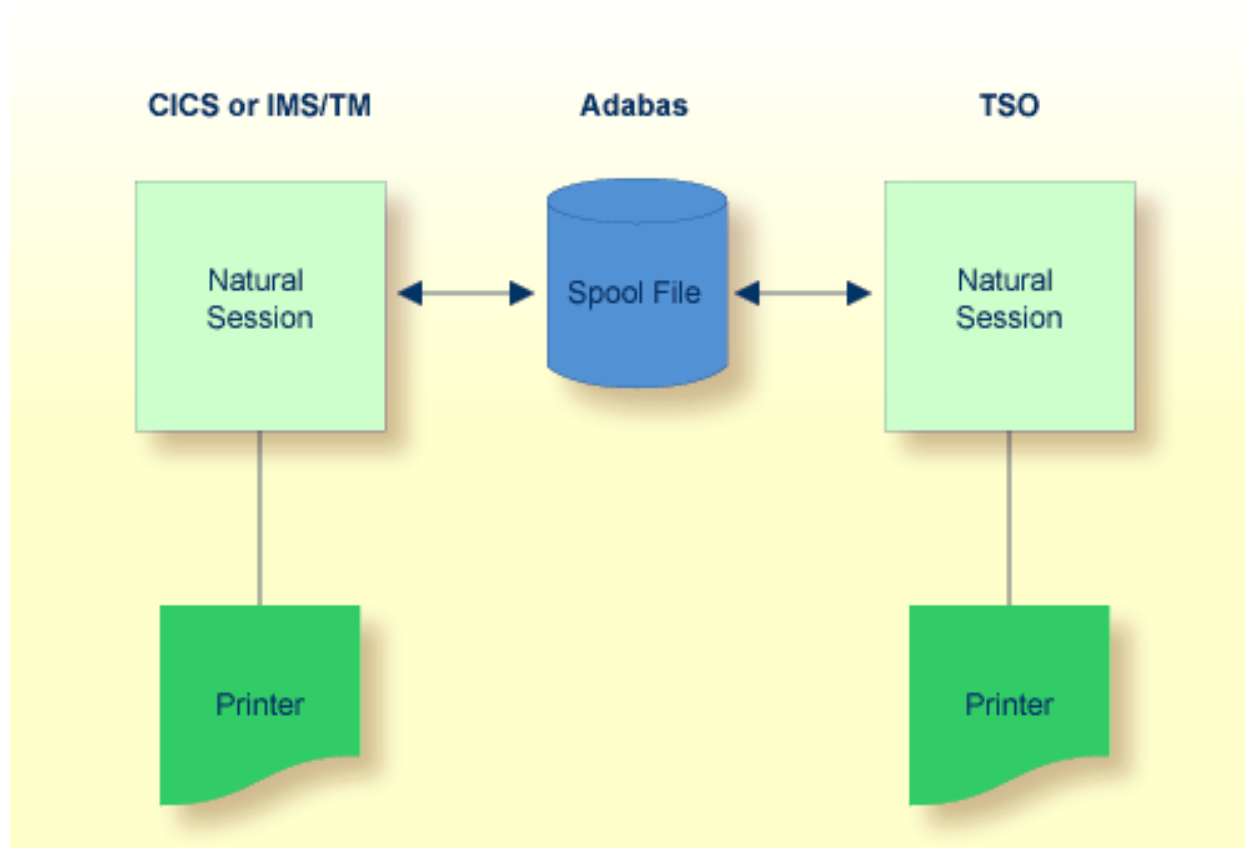 CICS or IMS/TM
Adabas
TSO
Natural
Session
Spool File
Natural
Session
Printer
Printer